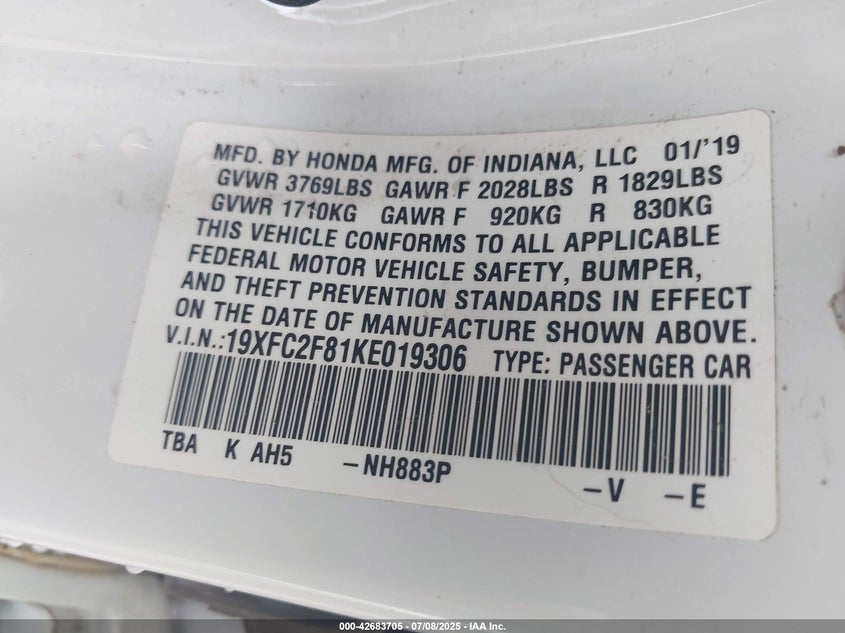 MFD. BY HONDA MFG. OF INDIANA, LLC 01/'19
GVWR 3769LBS GAWR F 2028LBS R 1829LBS
GVWR 1710KG GAWR F 920KG R 830KG
THIS VEHICLE CONFORMS TO ALL APPLICABLE
FEDERAL MOTOR VEHICLE SAFETY, BUMPER,
AND THEFT PREVENTION STANDARDS IN EFFECT
ON THE DATE OF MANUFACTURE SHOWN ABOVE.
V.I.N.:19XFC2F81KE019306 TYPE: PASSENGER CAR
TBA K AH5 -NH883P -V -E
000-42683705 - 07/08/2025 - IAA Inc.